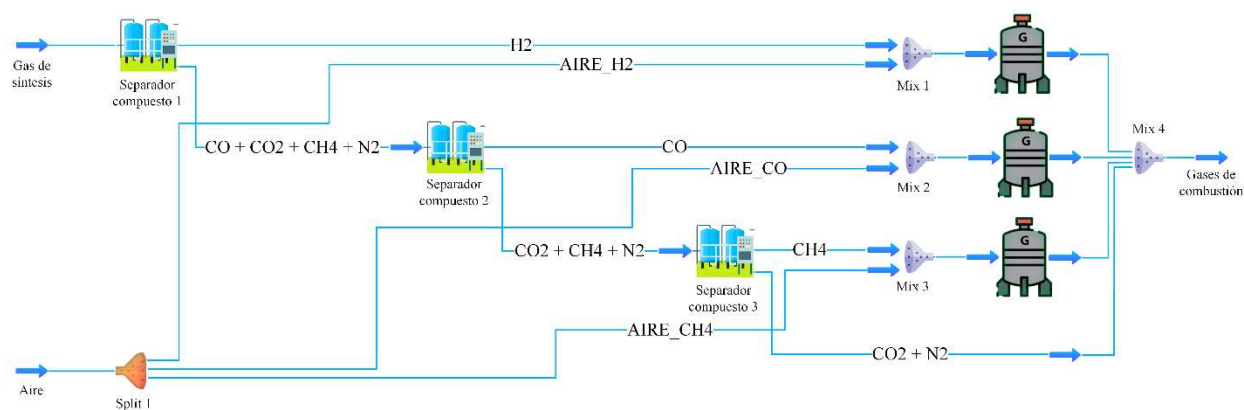 H2
Gas de
síntesis
AIRE_H2
Separador
compuesto 1
Mix 1
G
CO + CO2 + CH4 + N2
Separador
compuesto 2
CO
AIRE_CO
Mix 2
G
Mix 4
Gases de
combustión
CO2 + CH4 + N2
Separador
compuesto 3
CH4
Mix 3
G
AIRE_CH4
CO2 + N2
Aire
Split 1